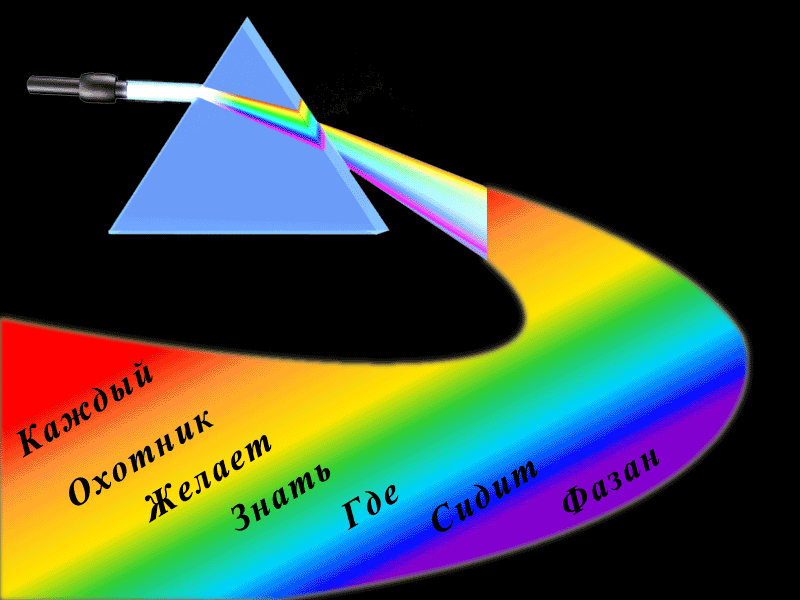 Каждый
Охотник
Желает
Знать
Где
Сидит
Фазан